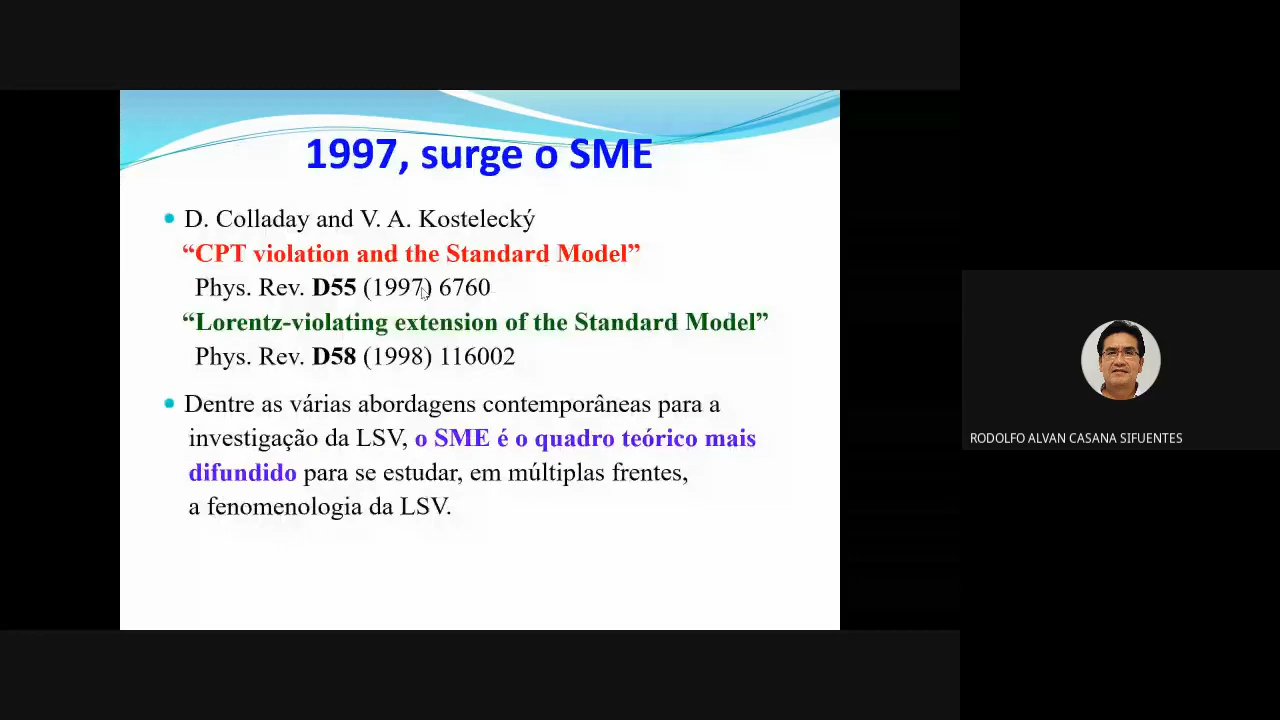 1997, surge o SME
D. Colladay and V. A. Kostelecký
“CPT violation and the Standard Model”
Phys. Rev. D55 (1997) 6760
“Lorentz-violating extension of the Standard Model”
Phys. Rev. D58 (1998) 116002
Dentre as várias abordagens contemporâneas para a
investigação da LSV, o SME é o quadro teórico mais
difundido para se estudar, em múltiplas frentes,
a fenomenologia da LSV.
RODOLFO ALVAN CASANA SIFUENTES